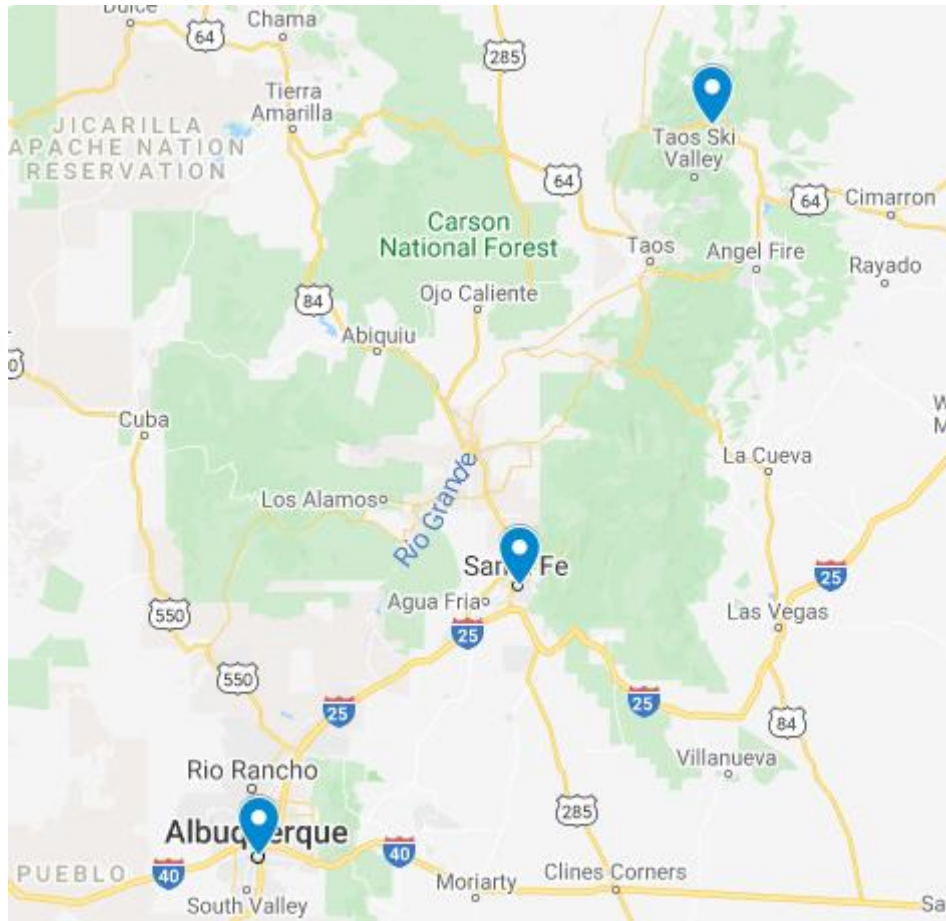 Dulce
Chama
64
285
Tierra
Amarilla
JICARILLA
APACHE NATION
RESERVATION
Taos Ski
Valley
64
64
Cimarron
Carson
National Forest
Taos
Angel Fire
Rayado
84
Ojo Caliente
Abiquiu
Cuba
La Cueva
Los Alamos
Rio Grande
Santa Fe
25
Agua Fria
25
Las Vegas
550
550
25
25
84
Rio Rancho
Villanueva
285
Albuquerque
40
PUEBLO
40
South Valley
Moriarty
Clines Corners